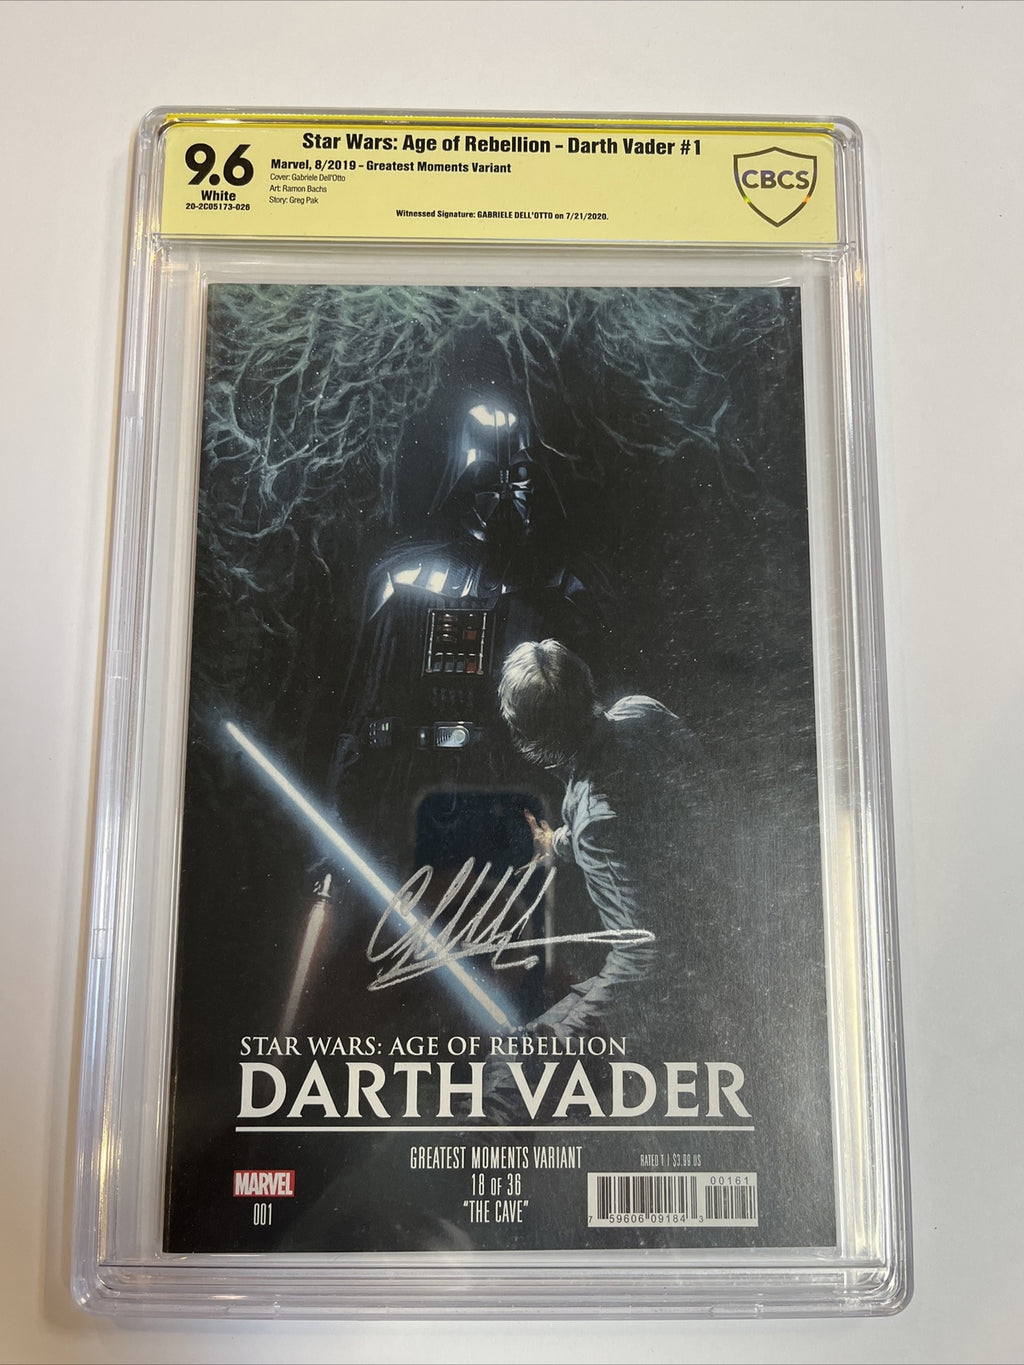 Star Wars: Age of Rebellion – Darth Vader #1
9.6
White
20-2C05173-026
Marvel, 8/2019 – Greatest Moments Variant
Cover: Gabriele Dell'Otto
Art: Ramon Bachs
Story: Greg Pak
Witnessed Signature: GABRIELE DELL'OTTO on 7/21/2020.
CBCS
STAR WARS: AGE OF REBELLION
DARTH VADER
GREATEST MOMENTS VARIANT
18 OF 36
"THE CAVE"
MARVEL
001
RATED T | $3.99 US
00161
7 59606 09184 3